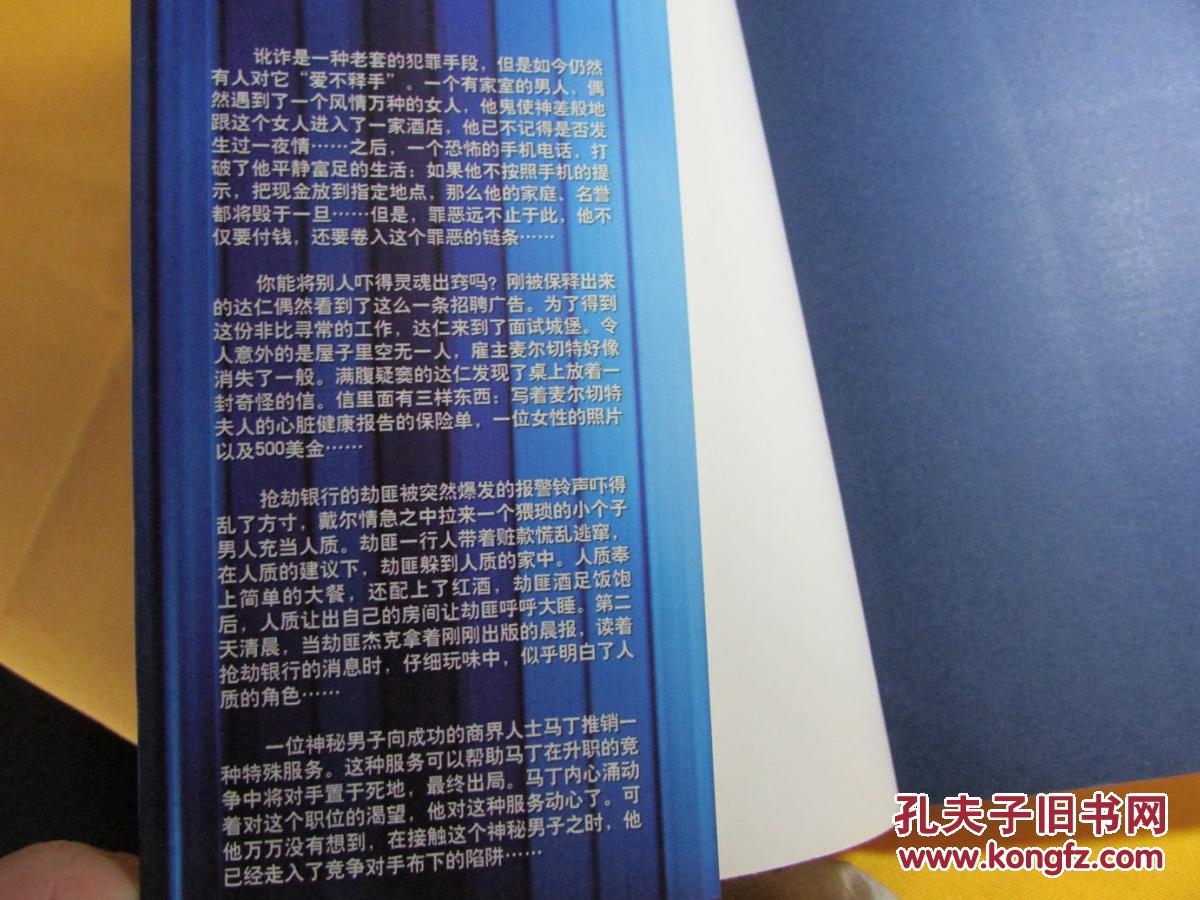 讹诈是一种老套的犯罪手段，但是如今仍然
有人对它“爱不释手”。一个有家室的男人，偶
然遇到了一个风情万种的女人，他鬼使神差般地
跟这个女人进入了一家酒店，他已不记得是否发
生过一夜情……之后，一个恐怖的手机电话，打
破了他平静富足的生活：如果他不按照手机的提
示，把现金放到指定地点，那么他的家庭、名誉
都将毁于一旦……但是，罪恶远不止于此，他不
仅要付钱，还要卷入这个罪恶的链条……
你能将别人吓得灵魂出窍吗？刚被保释出来
的达仁偶然看到了这么一条招聘广告。为了得到
这份非比寻常的工作，达仁来到了面试城堡。令
人意外的是屋子里空无一人，雇主麦尔切特好像
消失了一般。满腹疑窦的达仁发现了桌上放着一
封奇怪的信。信里面有三样东西：写着麦尔切特
夫人的心脏健康报告的保险单，一位女性的照片
以及500美金……
抢劫银行的劫匪被突然爆发的报警铃声吓得
乱了方寸，戴尔情急之中拉来一个猥琐的小个子
男人充当人质。劫匪一行人带着赃款慌乱逃窜，
在人质的建议下，劫匪躲到人质的家中。人质奉
上简单的大餐，还配上了红酒，劫匪酒足饭饱
后，人质让出自己的房间让劫匪呼呼大睡。第二
天清晨，当劫匪杰克拿着刚刚出版的晨报，读着
抢劫银行的消息时，仔细玩味中，似乎明白了人
质的角色……
一位神秘男子向成功的商界人士马丁推销一
种特殊服务。这种服务可以帮助马丁在升职的竞
争中将对手置于死地，最终出局。马丁内心涌动
着对这个职位的渴望，他对这种服务动心了。可
他万万没有想到，在接触这个神秘男子之时，他
已经走入了竞争对手布下的陷阱……
孔夫子旧书网
www.kongfz.com